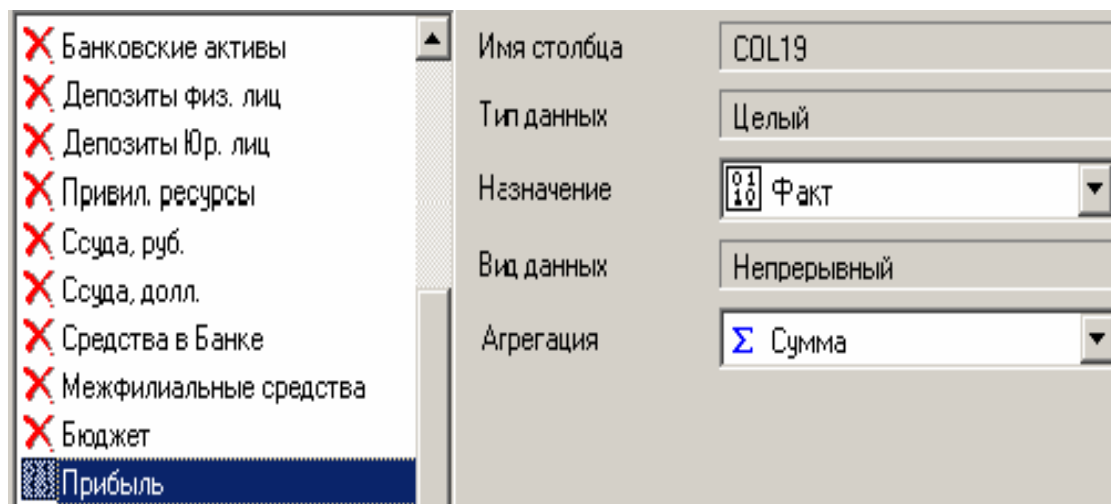 Банковские активы
Депозиты физ. лиц
Депозиты Юр. лиц
Привил. ресурсы
Ссуда, руб.
Ссуда, долл.
Средства в Банке
Межфилиальные средства
Бюджет
Прибыль
Имя столбца COL19
Тип данных Целый
Назначение Факт
Вид данных Непрерывный
Агрегация Σ Сумма